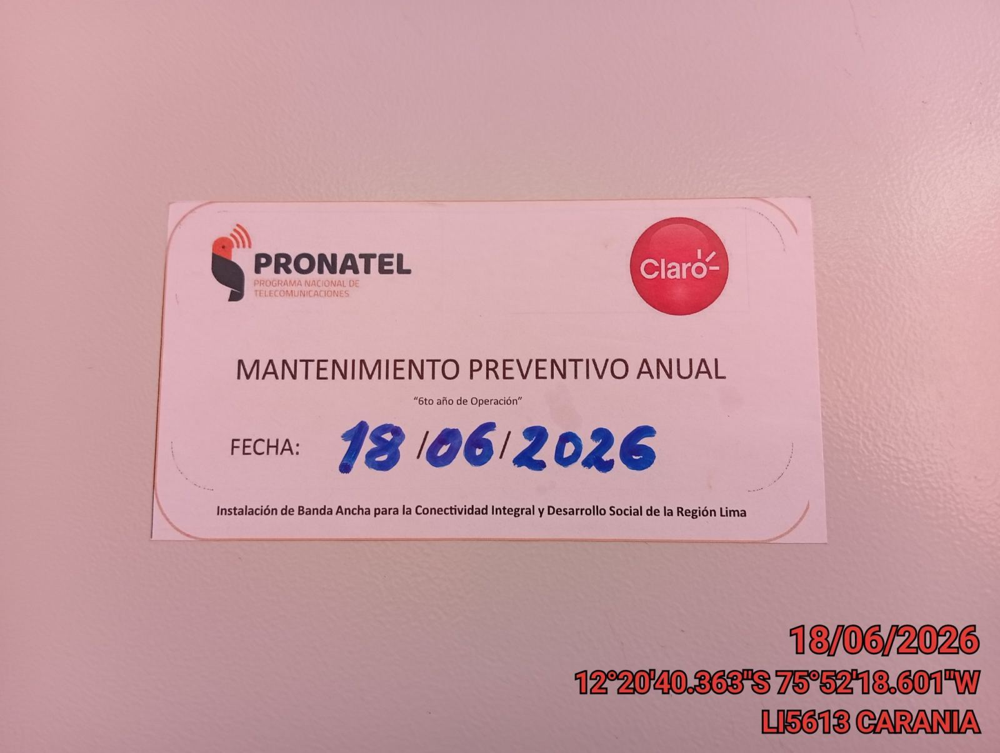 PRONATEL
PROGRAMA NACIONAL DE
TELECOMUNICACIONES
Claro
MANTENIMIENTO PREVENTIVO ANUAL
“6to año de Operación”
FECHA: 18/06/2026
Instalación de Banda Ancha para la Conectividad Integral y Desarrollo Social de la Región Lima
18/06/2026
12°20'40.363"S 75°52'18.601"W
LI5613 CARANIA